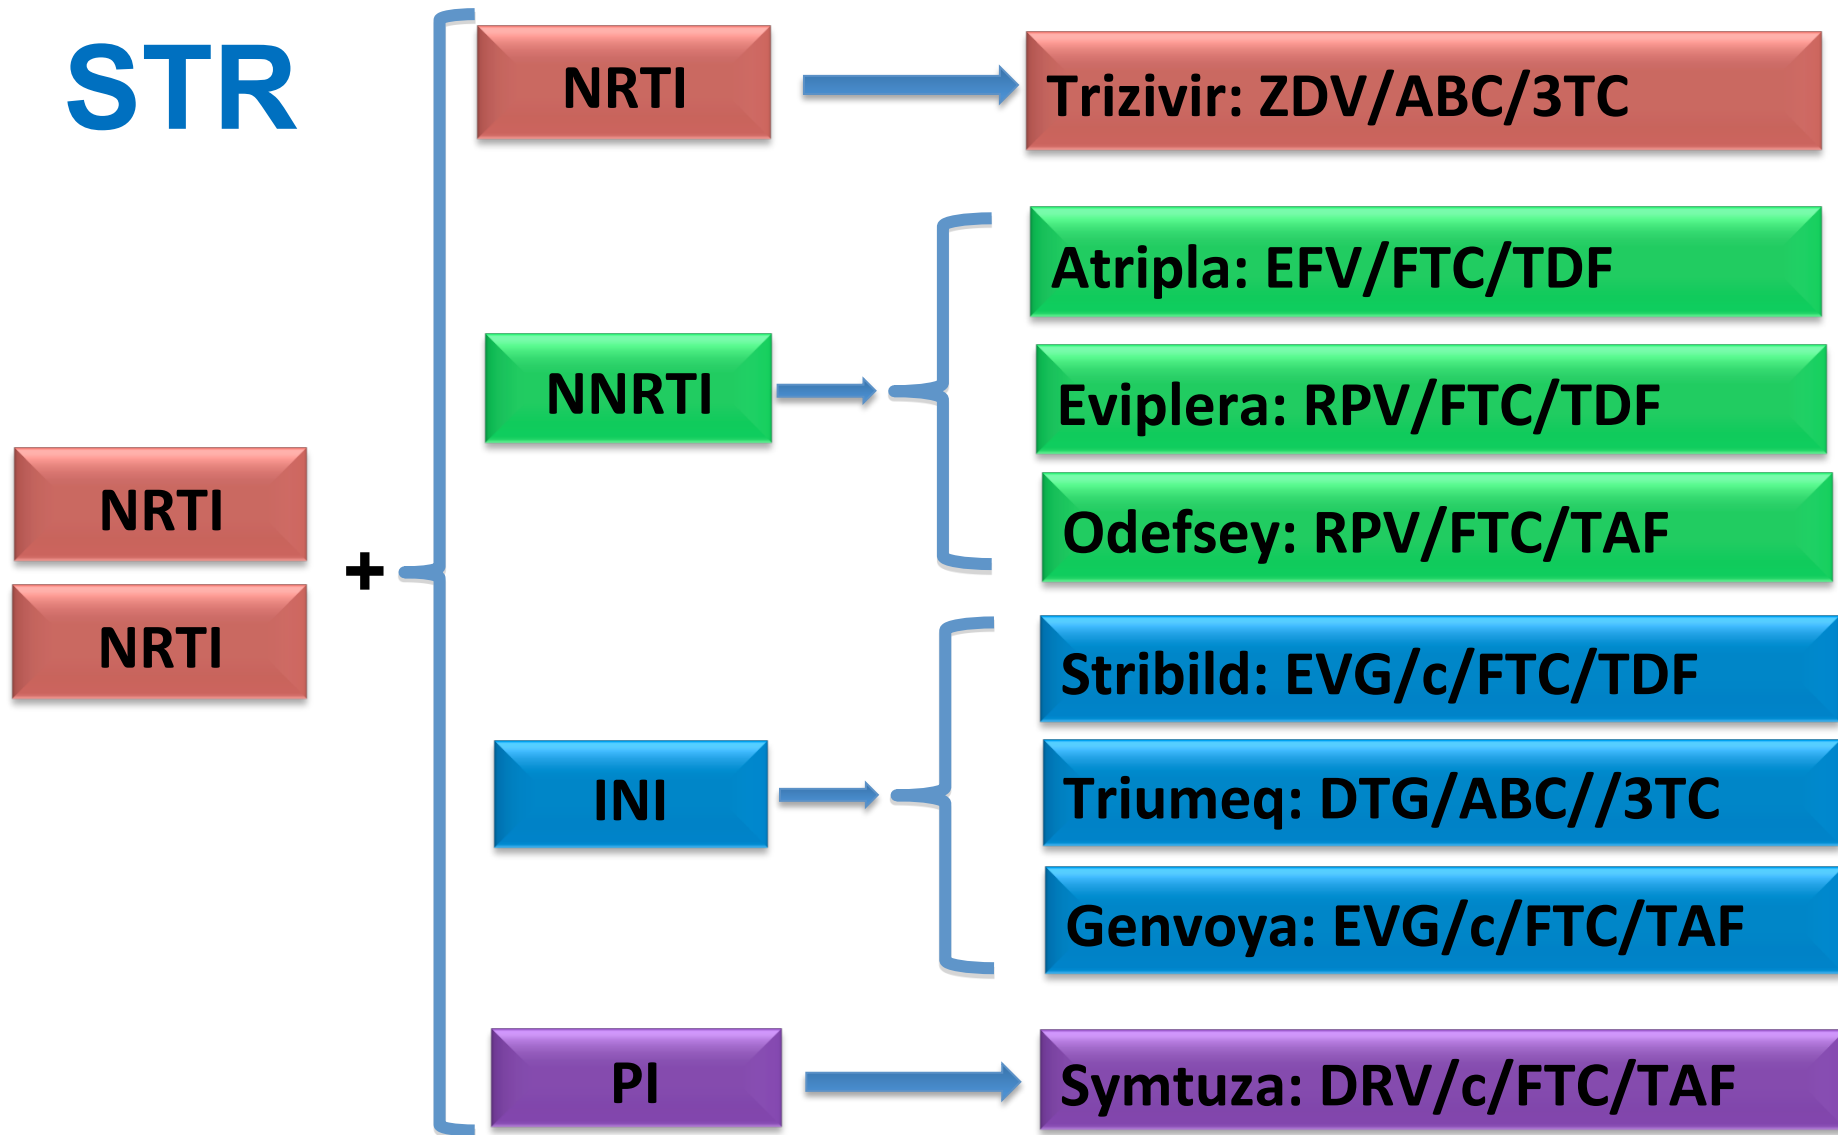 STR
NRTI
NRTI
+
NRTI
Trizivir: ZDV/ABC/3TC
NNRTI
Atripla: EFV/FTC/TDF
Eviplera: RPV/FTC/TDF
Odefsey: RPV/FTC/TAF
INI
Stribild: EVG/c/FTC/TDF
Triumeq: DTG/ABC//3TC
Genvoya: EVG/c/FTC/TAF
PI
Symtuza: DRV/c/FTC/TAF